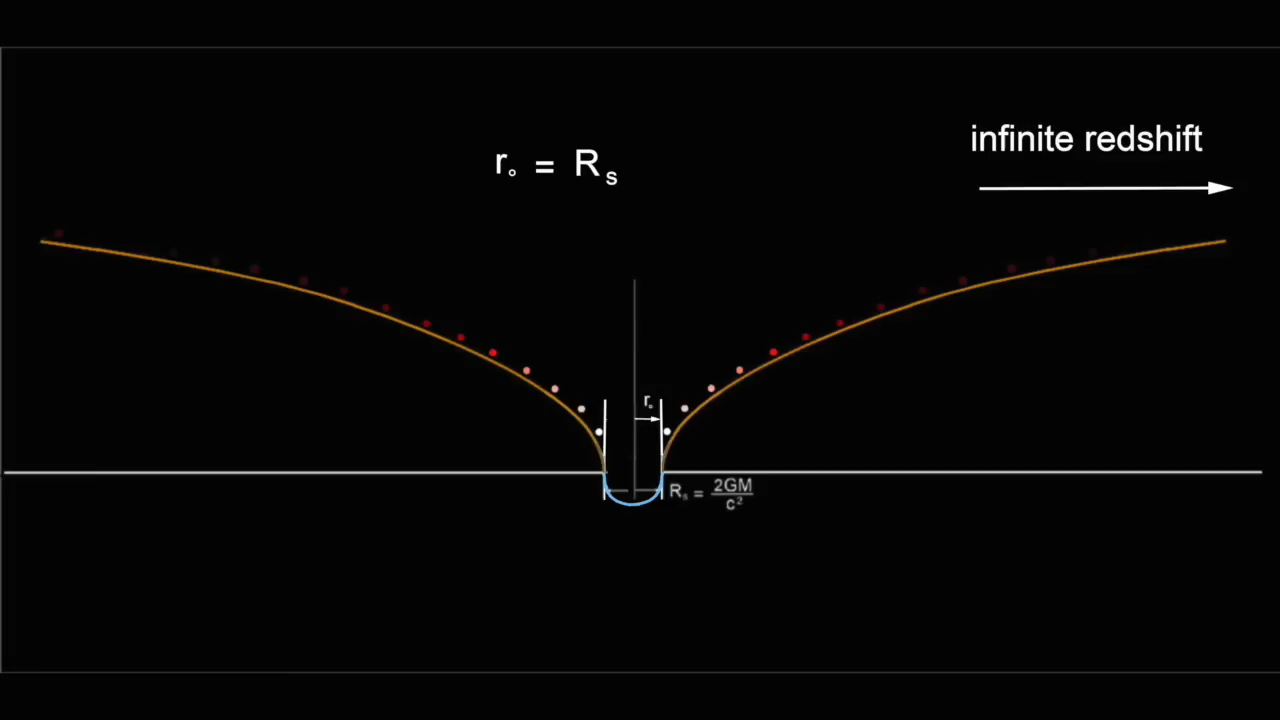 infinite redshift
r₀ = Rₛ
r₀
Rₛ = 2GM/c²